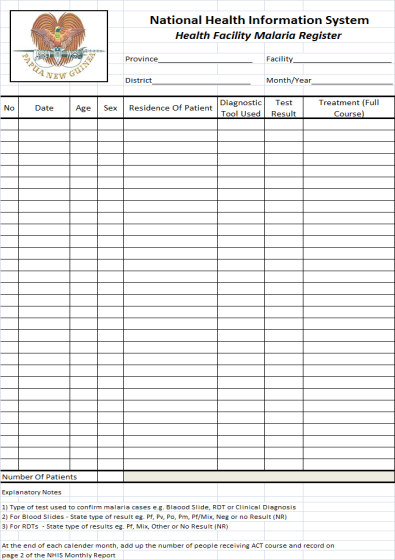 National Health Information System
Health Facility Malaria Register
PAPUA NEW GUINEA
Province Facility
District Month/Year
No Date Age Sex Residence Of Patient Diagnostic Tool Used Test Result Treatment (Full Course)
Number Of Patients
Explanatory Notes
1) Type of test used to confirm malaria cases e.g. Blaood Slide, RDT or Clinical Diagnosis
2) For Blood Slides - State type of result eg. Pf, Pv, Po, Pm, Pf/Mix, Neg or no Result (NR)
3) For RDTs - State type of results eg. Pf, Mix, Other or No Result (NR)
At the end of each calender month, add up the number of people receiving ACT course and record on
page 2 of the NHIS Monthly Report